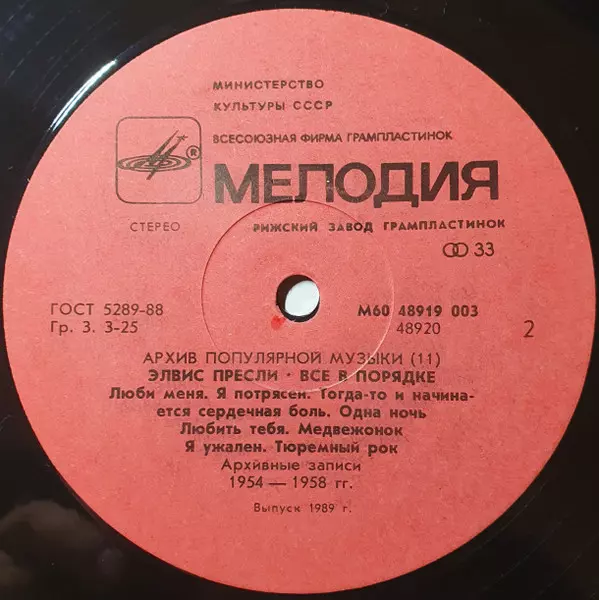 МИНИСТЕРСТВО
КУЛЬТУРЫ СССР
ВСЕСОЮЗНАЯ ФИРМА ГРАМПЛАСТИНОК
®
МЕЛОДИЯ
СТЕРЕО
РИЖСКИЙ ЗАВОД ГРАМПЛАСТИНОК
33
ГОСТ 5289-88
Гр. 3. 3-25
М60 48919 003
48920
2
АРХИВ ПОПУЛЯРНОЙ МУЗЫКИ (11)
ЭЛВИС ПРЕСЛИ · ВСЕ В ПОРЯДКЕ
Люби меня. Я потрясен. Тогда-то и начина-
ется сердечная боль. Одна ночь
Любить тебя. Медвежонок
Я ужален. Тюремный рок
Архивные записи
1954 — 1958 гг.
Выпуск 1989 г.